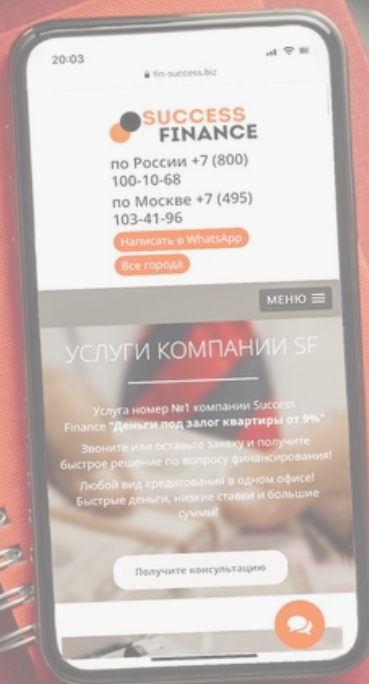 20:03
fin-success.biz
SUCCESS
FINANCE
по России +7 (800)
100-10-68
по Москве +7 (495)
103-41-96
Написать в WhatsApp
Все города
МЕНЮ
УСЛУГИ КОМПАНИИ SF
Услуга номер №1 компании Success
Finance "Деньги под залог квартиры от 9%"
Звоните или оставьте заявку и получите
быстрое решение по вопросу финансирования!
Любой вид кредитования в одном офисе!
Быстрые деньги, низкие ставки и большие
суммы!
Получите консультацию